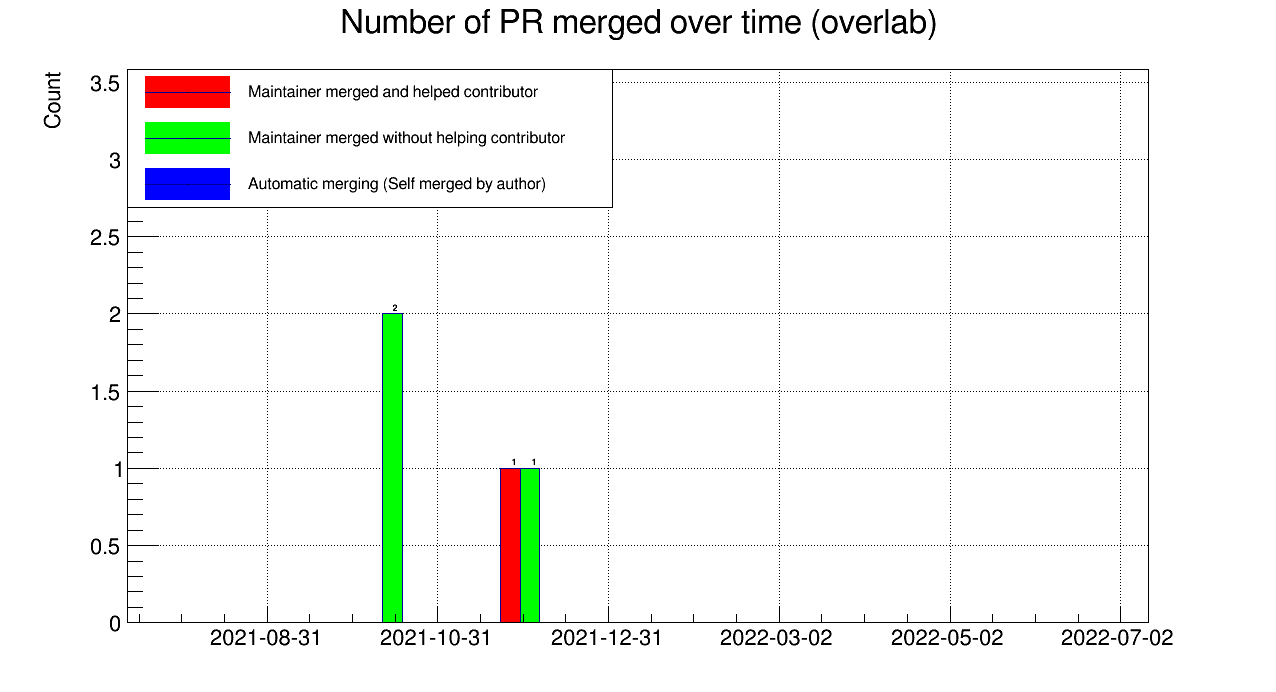 Number of PR merged over time (overlab)
Count
3.5
3
2.5
2
1.5
1
0.5
0
Maintainer merged and helped contributor
Maintainer merged without helping contributor
Automatic merging (Self merged by author)
2
1 1
2021-08-31 2021-10-31 2021-12-31 2022-03-02 2022-05-02 2022-07-02